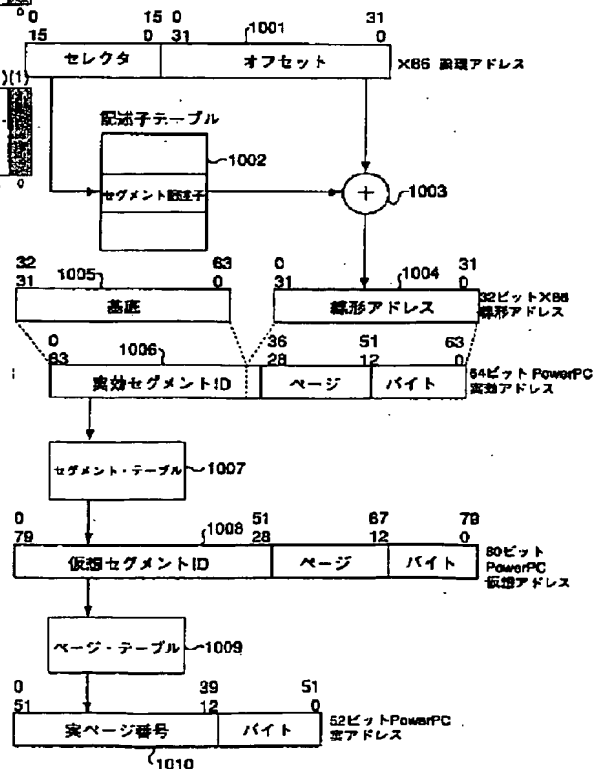 0
0 15 0 31
15 0 31 1001 0
セレクタ オフセット X86 論理アドレス
)(1)
0
記述子テーブル
1002
セグメント記述子
+
1003
32 63 0 31
31 1005 0 31 1004 0
基底 線形アドレス
32ビットX86
線形アドレス
0 36 51 63
63 1006 28 12 0
実効セグメントID ページ バイト
64ビット PowerPC
実効アドレス
セグメント・テーブル 1007
0 51 67 79
79 1008 28 12 0
仮想セグメントID ページ バイト
80ビット
PowerPC
仮想アドレス
ページ・テーブル 1009
0 39 51
51 12 0
実ページ番号 バイト
52ビットPowerPC
実アドレス
1010